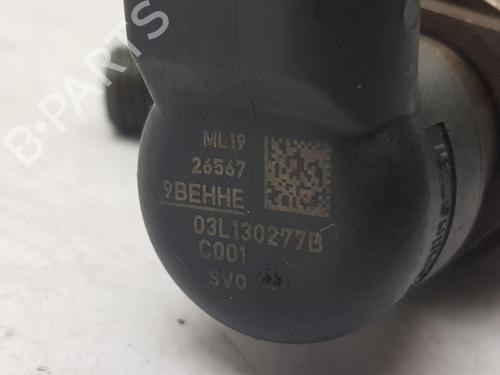 ML19
26567
9BEHHE
03L130277B
C001
SVO
B-PARTS